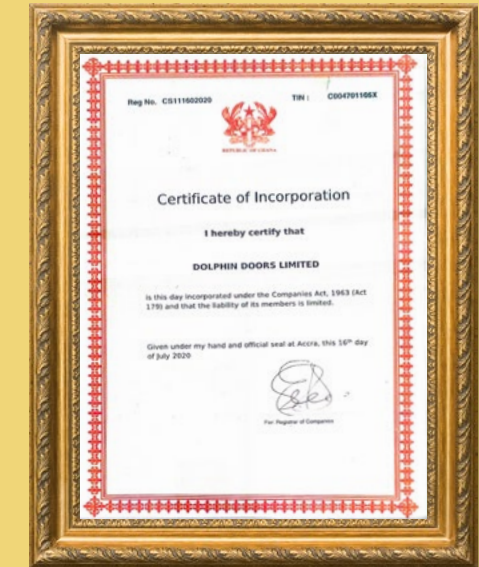 Reg No. CS111602020 TIN : C004701166X
REPUBLIC OF GHANA
Certificate of Incorporation
I hereby certify that
DOLPHIN DOORS LIMITED
is this day incorporated under the Companies Act, 1963 (Act
179) and that the liability of its members is limited.
Given under my hand and official seal at Accra, this 16th day
of July 2020
For: Registrar of Companies